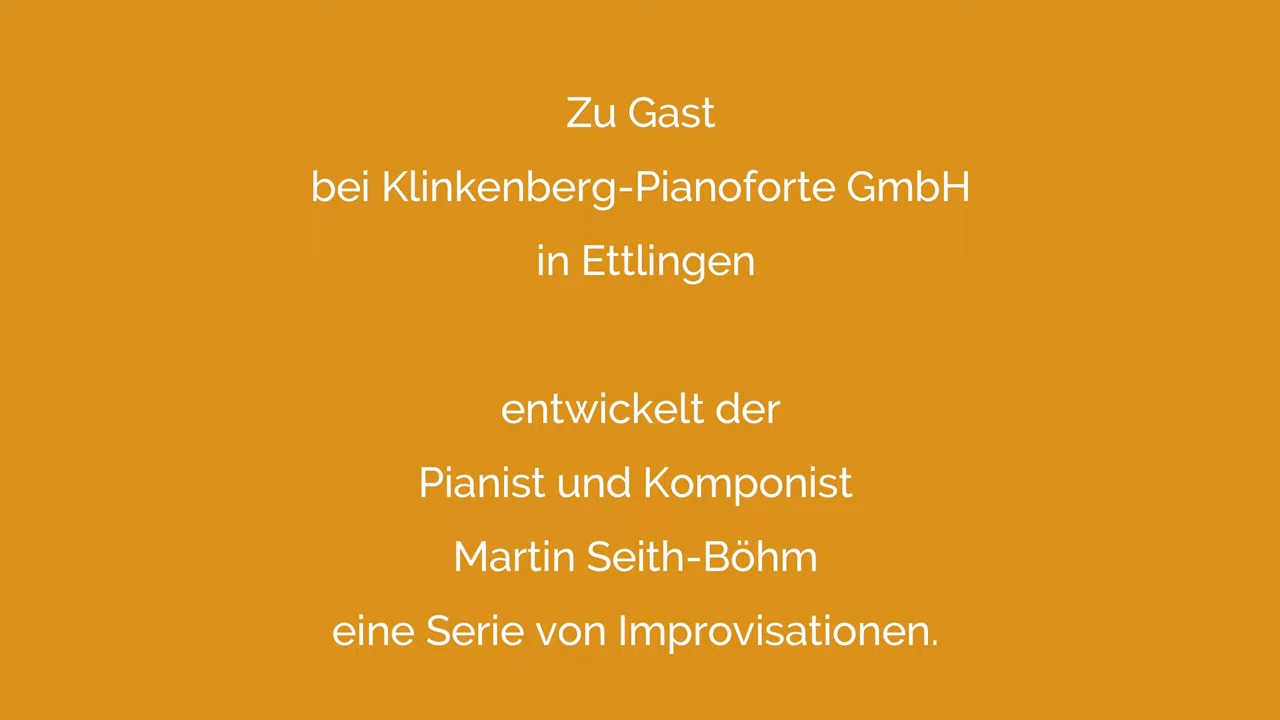 Zu Gast
bei Klinkenberg-Pianoforte GmbH
in Ettlingen
entwickelt der
Pianist und Komponist
Martin Seith-Böhm
eine Serie von Improvisationen.